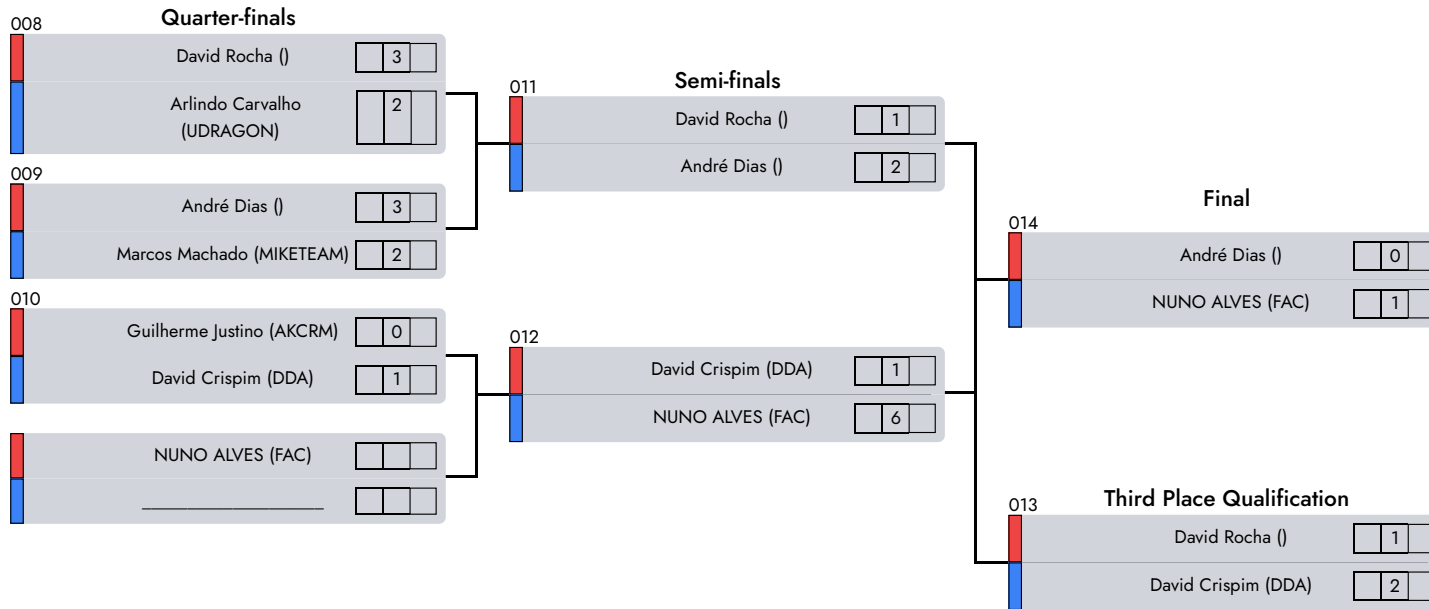 Quarter-finals
008
David Rocha () 3
Arlindo Carvalho
(UDRAGON) 2
009
André Dias () 3
Marcos Machado (MIKETEAM) 2
010
Guilherme Justino (AKCRM) 0
David Crispim (DDA) 1
NUNO ALVES (FAC)
____________________
Semi-finals
011
David Rocha () 1
André Dias () 2
012
David Crispim (DDA) 1
NUNO ALVES (FAC) 6
Final
014
André Dias () 0
NUNO ALVES (FAC) 1
Third Place Qualification
013
David Rocha () 1
David Crispim (DDA) 2